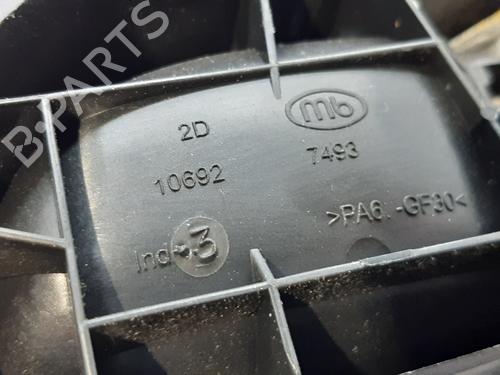 B-PARTS
2D
mb
10692
7493
Ind. 3
>PA6.-GF30<